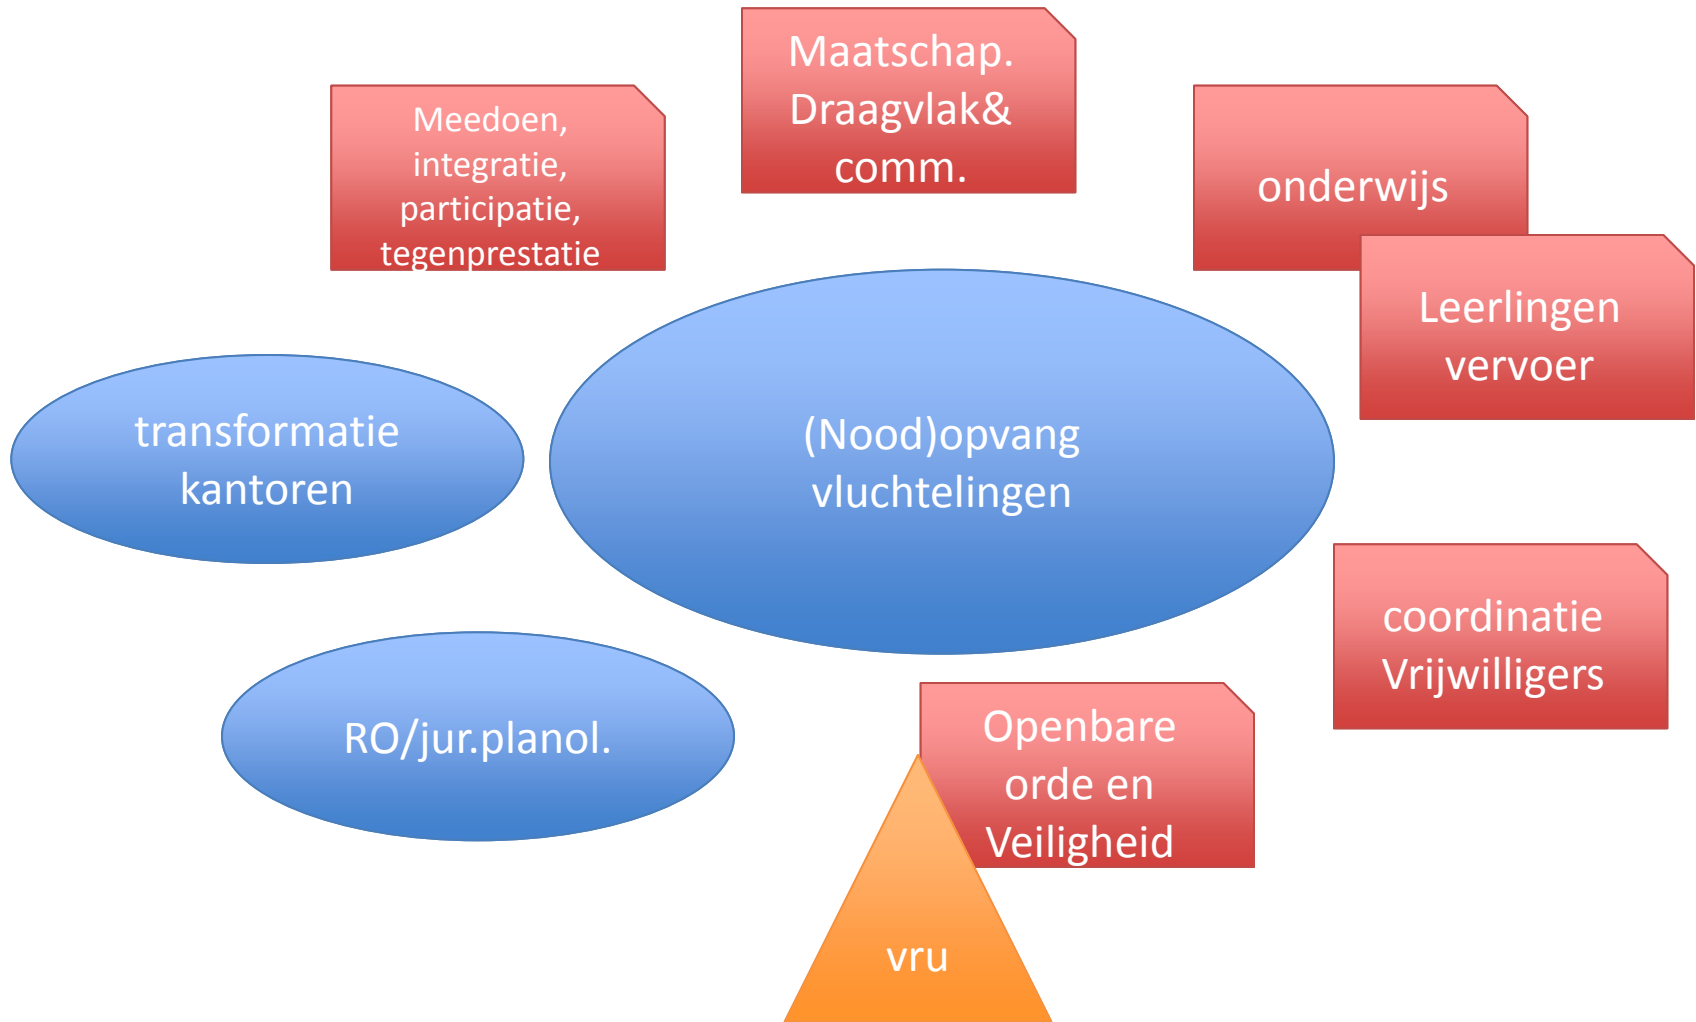 Maatschap.
Draagvlak&
comm.
Meedoen,
integratie,
participatie,
tegenprestatie
onderwijs
Leerlingen
vervoer
transformatie
kantoren
(Nood)opvang
vluchtelingen
coordinatie
Vrijwilligers
RO/jur.planol.
Openbare
orde en
Veiligheid
vru